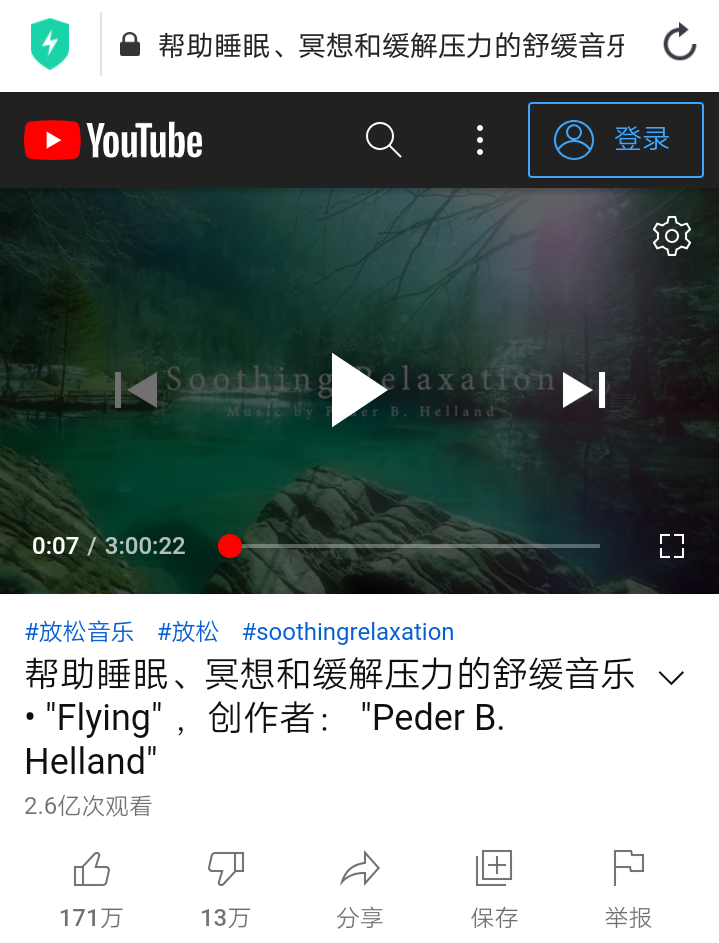 帮助睡眠、冥想和缓解压力的舒缓音乐
YouTube
登录
Soothing Relaxation
Music by Peder B. Helland
0:07 / 3:00:22
#放松音乐 #放松 #soothingrelaxation
帮助睡眠、冥想和缓解压力的舒缓音乐
• "Flying" ，创作者： "Peder B.
Helland"
2.6亿次观看
171万 13万 分享 保存 举报